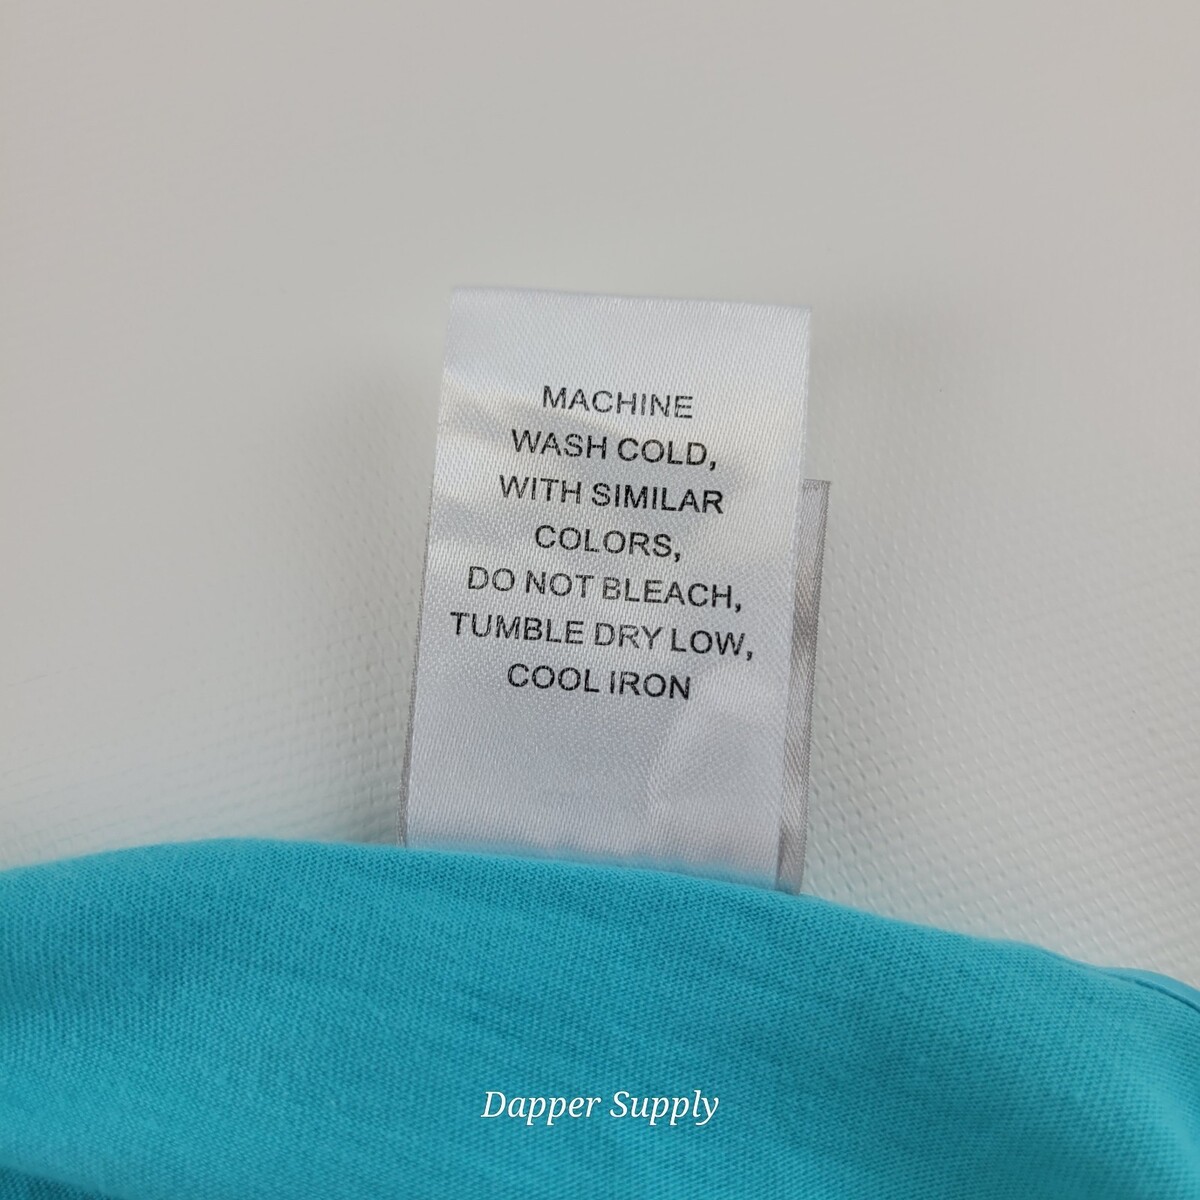 MACHINE
WASH COLD,
WITH SIMILAR
COLORS,
DO NOT BLEACH,
TUMBLE DRY LOW,
COOL IRON
Dapper Supply